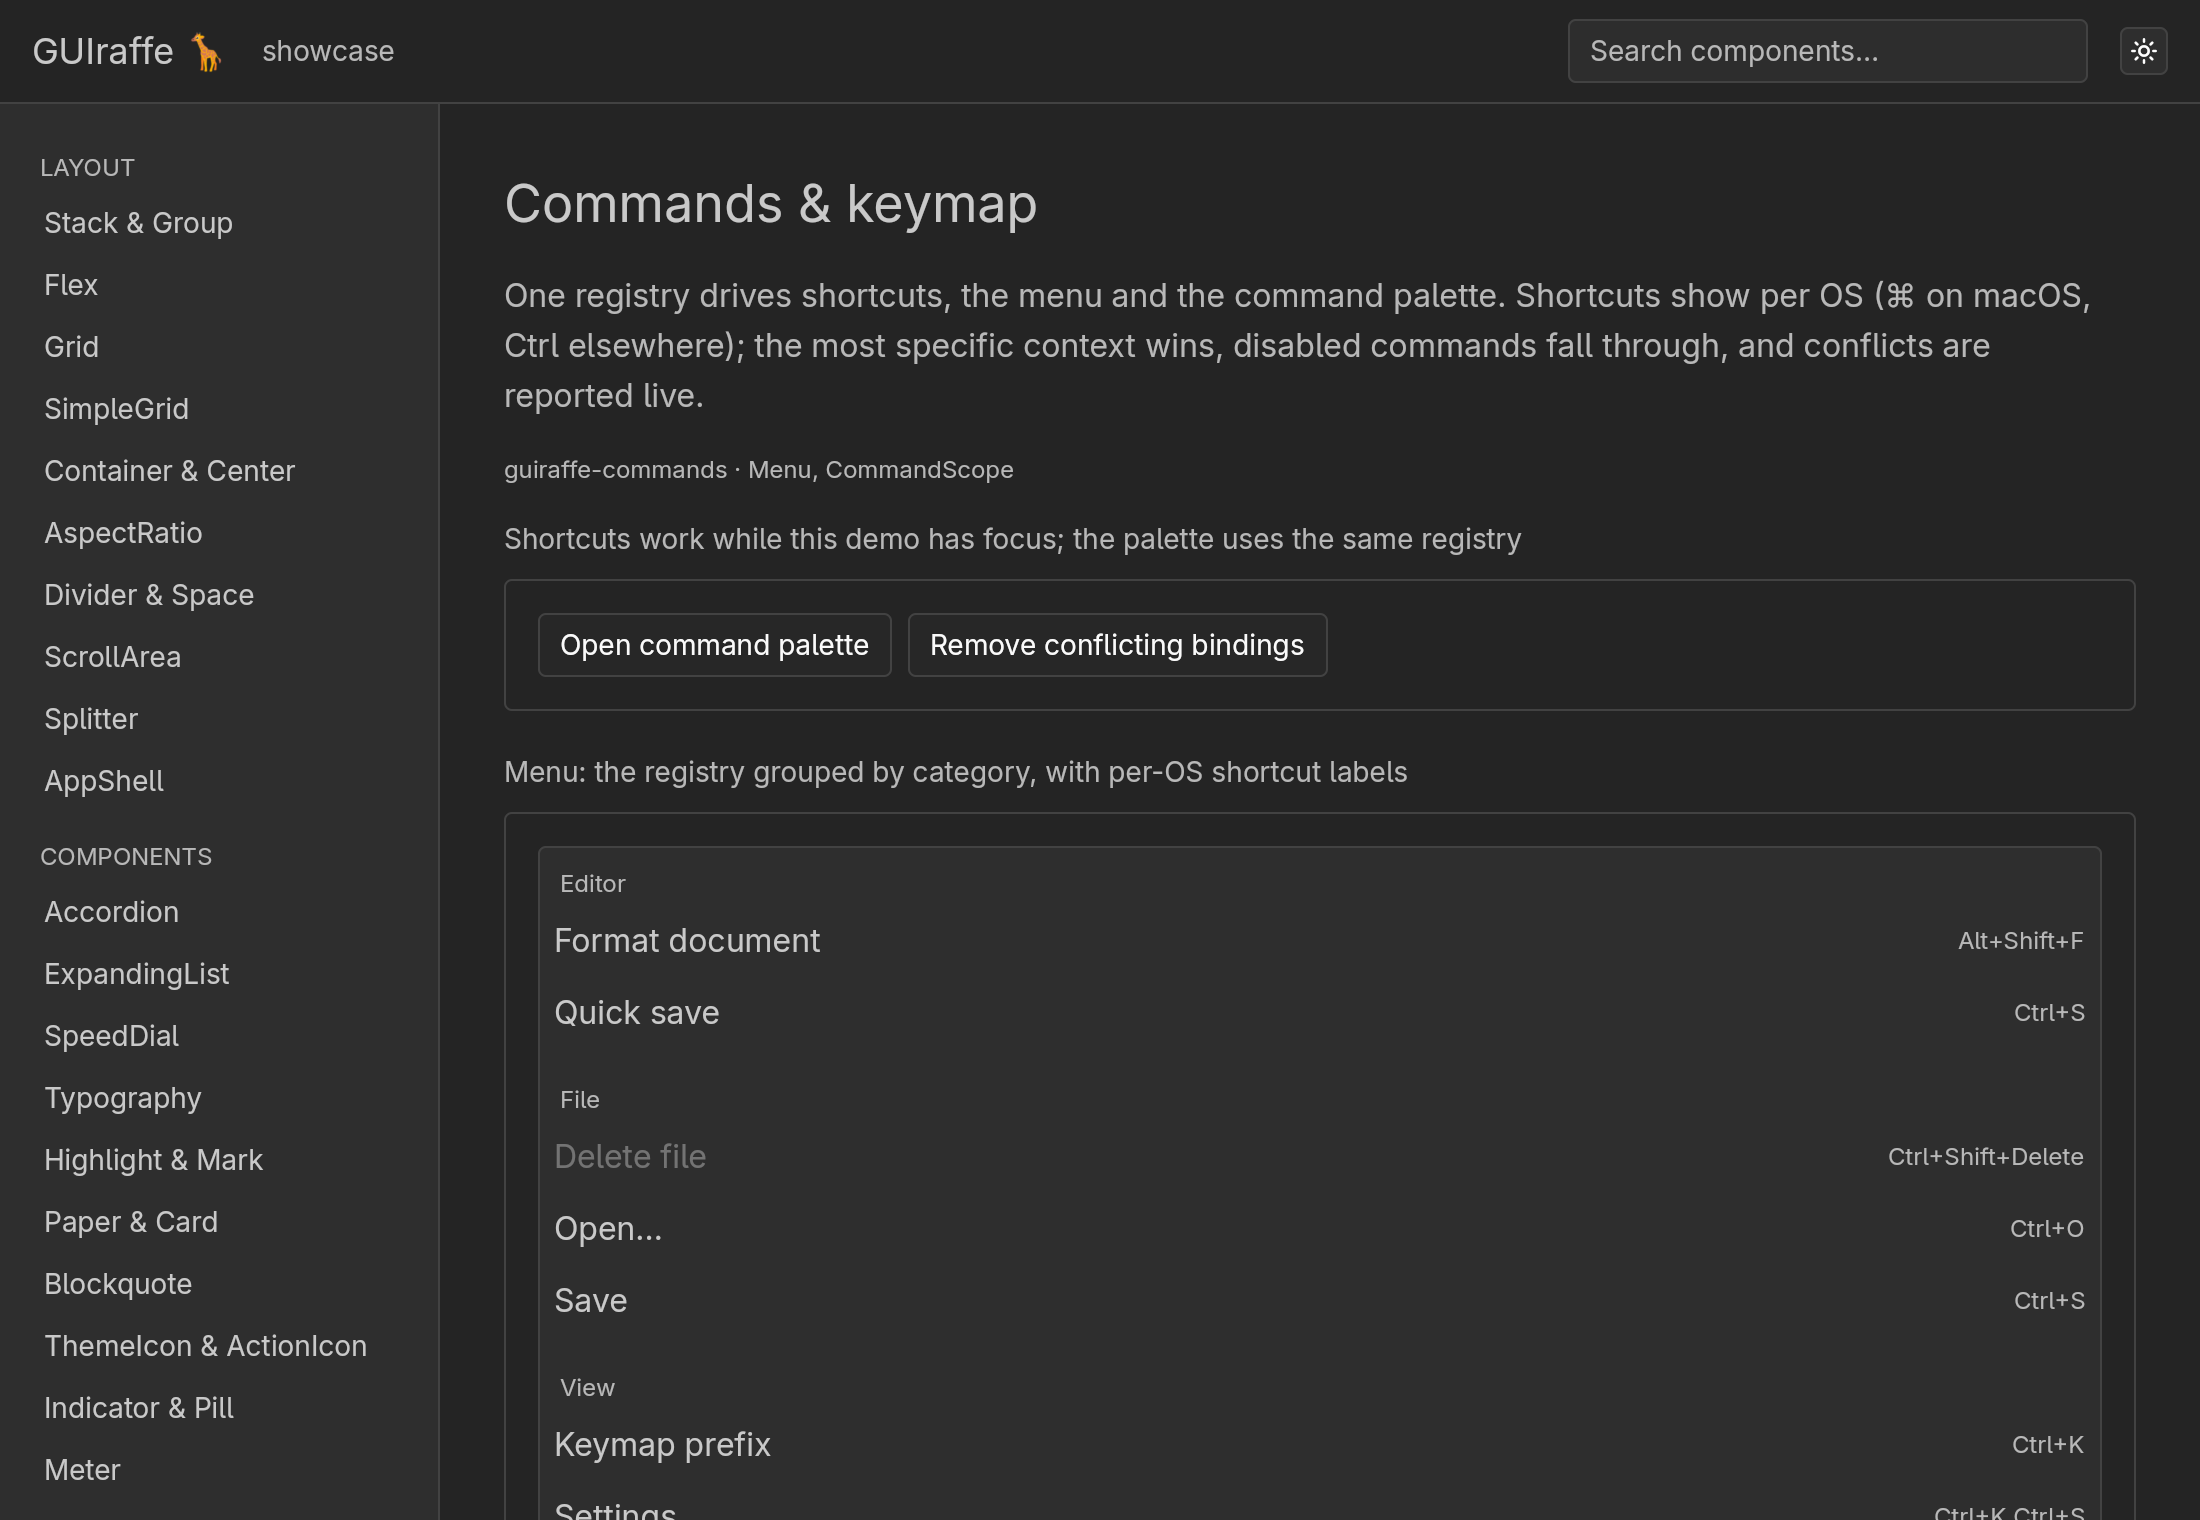 GUIraffe 🦒 showcase
Search components...
LAYOUT
Stack & Group
Flex
Grid
SimpleGrid
Container & Center
AspectRatio
Divider & Space
ScrollArea
Splitter
AppShell
COMPONENTS
Accordion
ExpandingList
SpeedDial
Typography
Highlight & Mark
Paper & Card
Blockquote
ThemeIcon & ActionIcon
Indicator & Pill
Meter
Commands & keymap
One registry drives shortcuts, the menu and the command palette. Shortcuts show per OS (⌘ on macOS,
Ctrl elsewhere); the most specific context wins, disabled commands fall through, and conflicts are
reported live.
guiraffe-commands · Menu, CommandScope
Shortcuts work while this demo has focus; the palette uses the same registry
Open command palette
Remove conflicting bindings
Menu: the registry grouped by category, with per-OS shortcut labels
Editor
Format document Alt+Shift+F
Quick save Ctrl+S
File
Delete file Ctrl+Shift+Delete
Open... Ctrl+O
Save Ctrl+S
View
Keymap prefix Ctrl+K
Settings Ctrl+K Ctrl+S